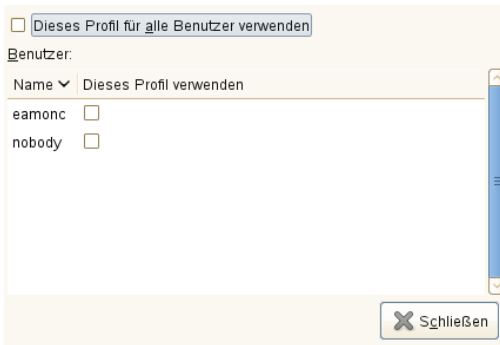 Dieses Profil für alle Benutzer verwenden
Benutzer:
Name Dieses Profil verwenden
eamonc
nobody
Schließen